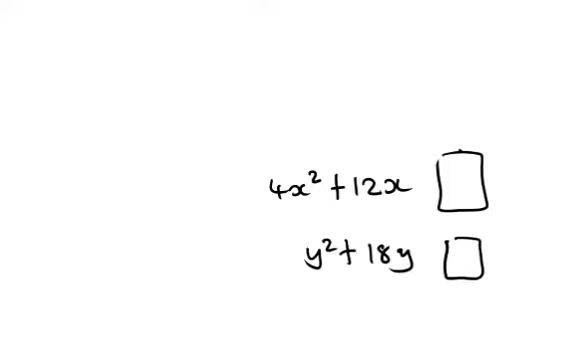 4x² + 12x □
y² + 18y □